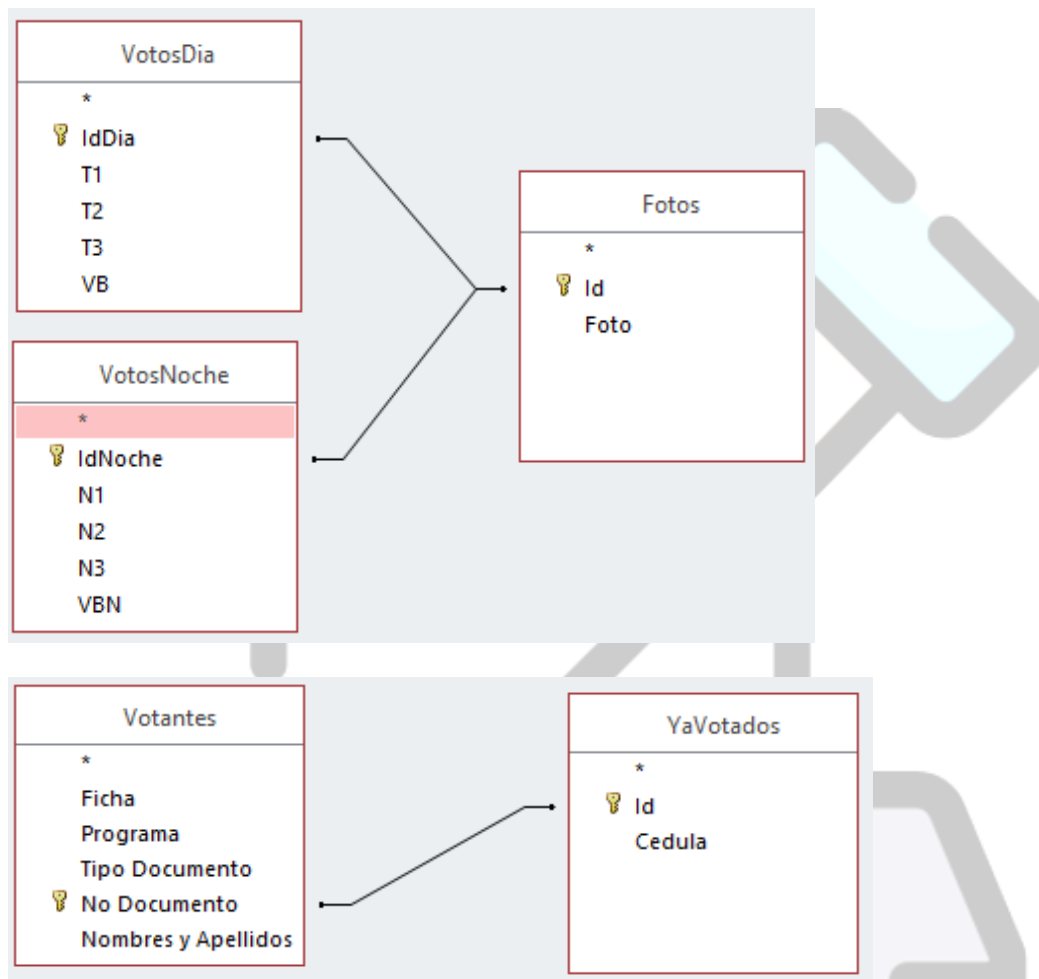 VotosDia
*
IdDia
T1
T2
T3
VB
Fotos
*
Id
Foto
VotosNoche
*
IdNoche
N1
N2
N3
VBN
Votantes
*
Ficha
Programa
Tipo Documento
No Documento
Nombres y Apellidos
YaVotados
*
Id
Cedula